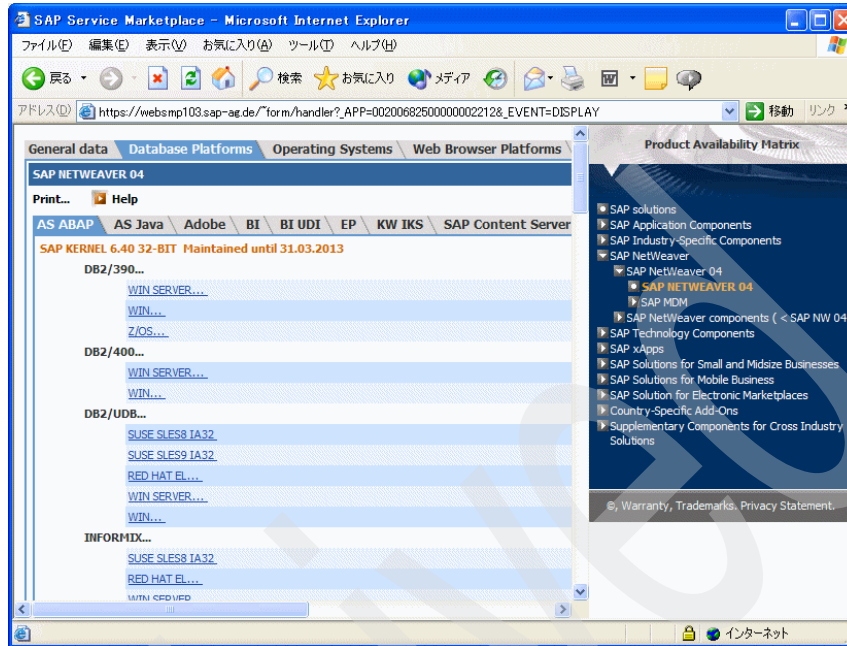 SAP Service Marketplace - Microsoft Internet Explorer
ファイル(F) 編集(E) 表示(V) お気に入り(A) ツール(T) ヘルプ(H)
戻る 検索 お気に入り メディア
アドレス(D) https://websmp103.sap-ag.de/~form/handler?_APP=00200682500000002212&_EVENT=DISPLAY 移動 リンク
General data Database Platforms Operating Systems Web Browser Platforms
SAP NETWEAVER 04
Print... Help
AS ABAP AS Java Adobe BI BI UDI EP KW IKS SAP Content Server
SAP KERNEL 6.40 32-BIT Maintained until 31.03.2013
DB2/390...
WIN SERVER...
WIN...
Z/OS...
DB2/400...
WIN SERVER...
WIN...
DB2/UDB...
SUSE SLES8 IA32
SUSE SLES9 IA32
RED HAT EL...
WIN SERVER...
WIN...
INFORMIX...
SUSE SLES8 IA32
RED HAT EL...
WIN SERVER
Product Availability Matrix
SAP solutions
SAP Application Components
SAP Industry-Specific Components
SAP NetWeaver
SAP NetWeaver 04
SAP NETWEAVER 04
SAP MDM
SAP NetWeaver components ( < SAP NW 04
SAP Technology Components
SAP xApps
SAP Solutions for Small and Midsize Businesses
SAP Solutions for Mobile Business
SAP Solution for Electronic Marketplaces
Country-Specific Add-Ons
Supplementary Components for Cross Industry
Solutions
©, Warranty, Trademarks. Privacy Statement.
インターネット